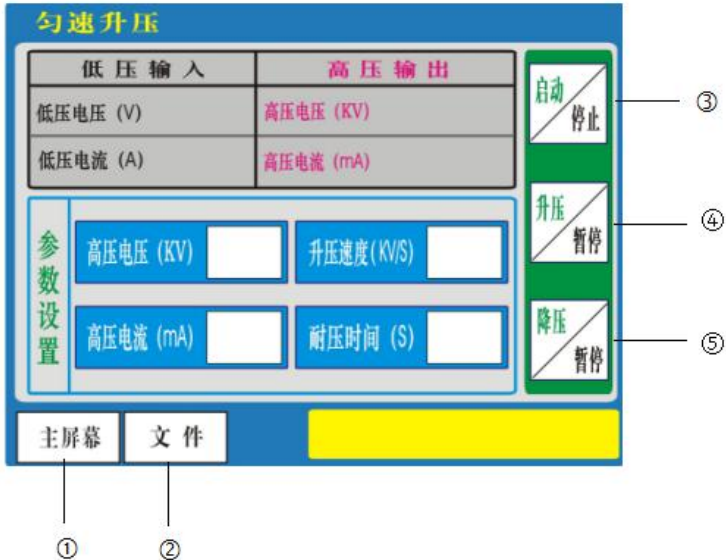 匀速升压
低压输入 高压输出
低压电压 (V) 高压电压 (KV)
低压电流 (A) 高压电流 (mA)
启动
停止
③
升压
暂停
④
降压
暂停
⑤
参数设置
高压电压 (KV) 升压速度(KV/S)
高压电流 (mA) 耐压时间 (S)
主屏幕 文件
① ②